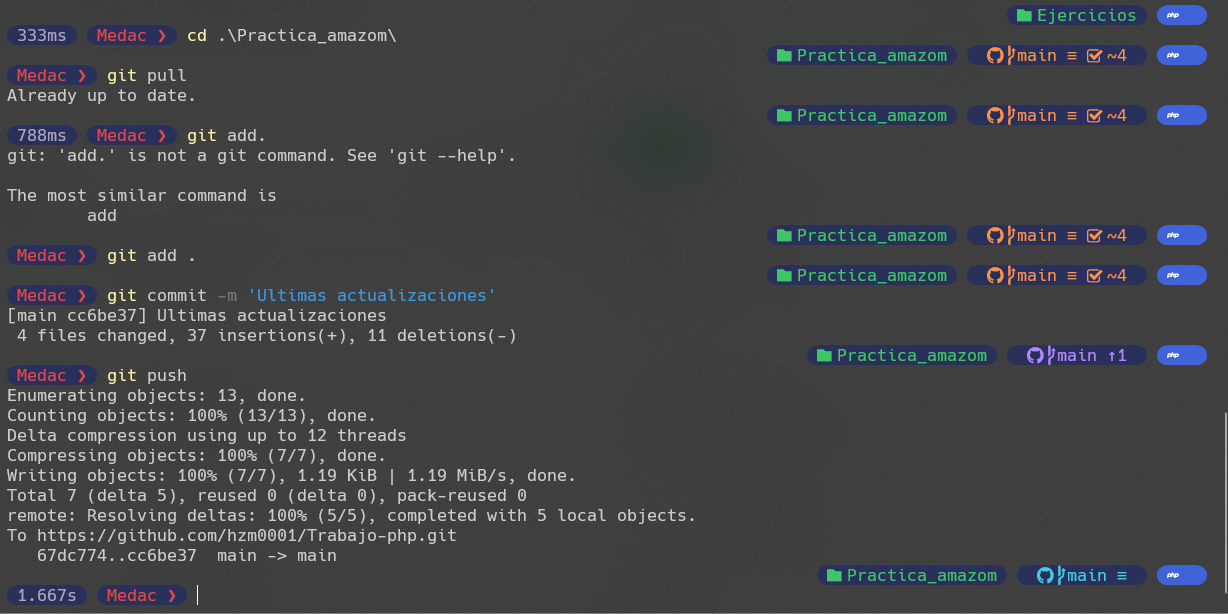 Ejercicios php
333ms Medac ❯ cd .\Practica_amazom\
Practica_amazom main ≡ ~4 php
Medac ❯ git pull
Already up to date.
Practica_amazom main ≡ ~4 php
788ms Medac ❯ git add.
git: 'add.' is not a git command. See 'git --help'.
The most similar command is
add
Practica_amazom main ≡ ~4 php
Medac ❯ git add .
Practica_amazom main ≡ ~4 php
Medac ❯ git commit -m 'Ultimas actualizaciones'
[main cc6be37] Ultimas actualizaciones
4 files changed, 37 insertions(+), 11 deletions(-)
Practica_amazom main ↑1 php
Medac ❯ git push
Enumerating objects: 13, done.
Counting objects: 100% (13/13), done.
Delta compression using up to 12 threads
Compressing objects: 100% (7/7), done.
Writing objects: 100% (7/7), 1.19 KiB | 1.19 MiB/s, done.
Total 7 (delta 5), reused 0 (delta 0), pack-reused 0
remote: Resolving deltas: 100% (5/5), completed with 5 local objects.
To https://github.com/hzm0001/Trabajo-php.git
67dc774..cc6be37  main -> main
Practica_amazom main ≡ php
1.667s Medac ❯